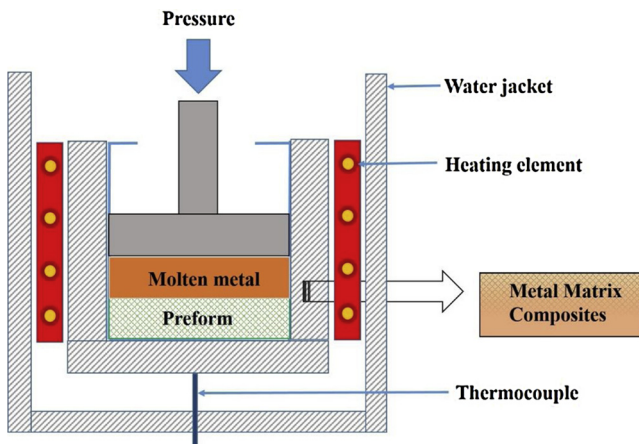 Pressure
Water jacket
Heating element
Molten metal
Preform
Metal Matrix
Composites
Thermocouple